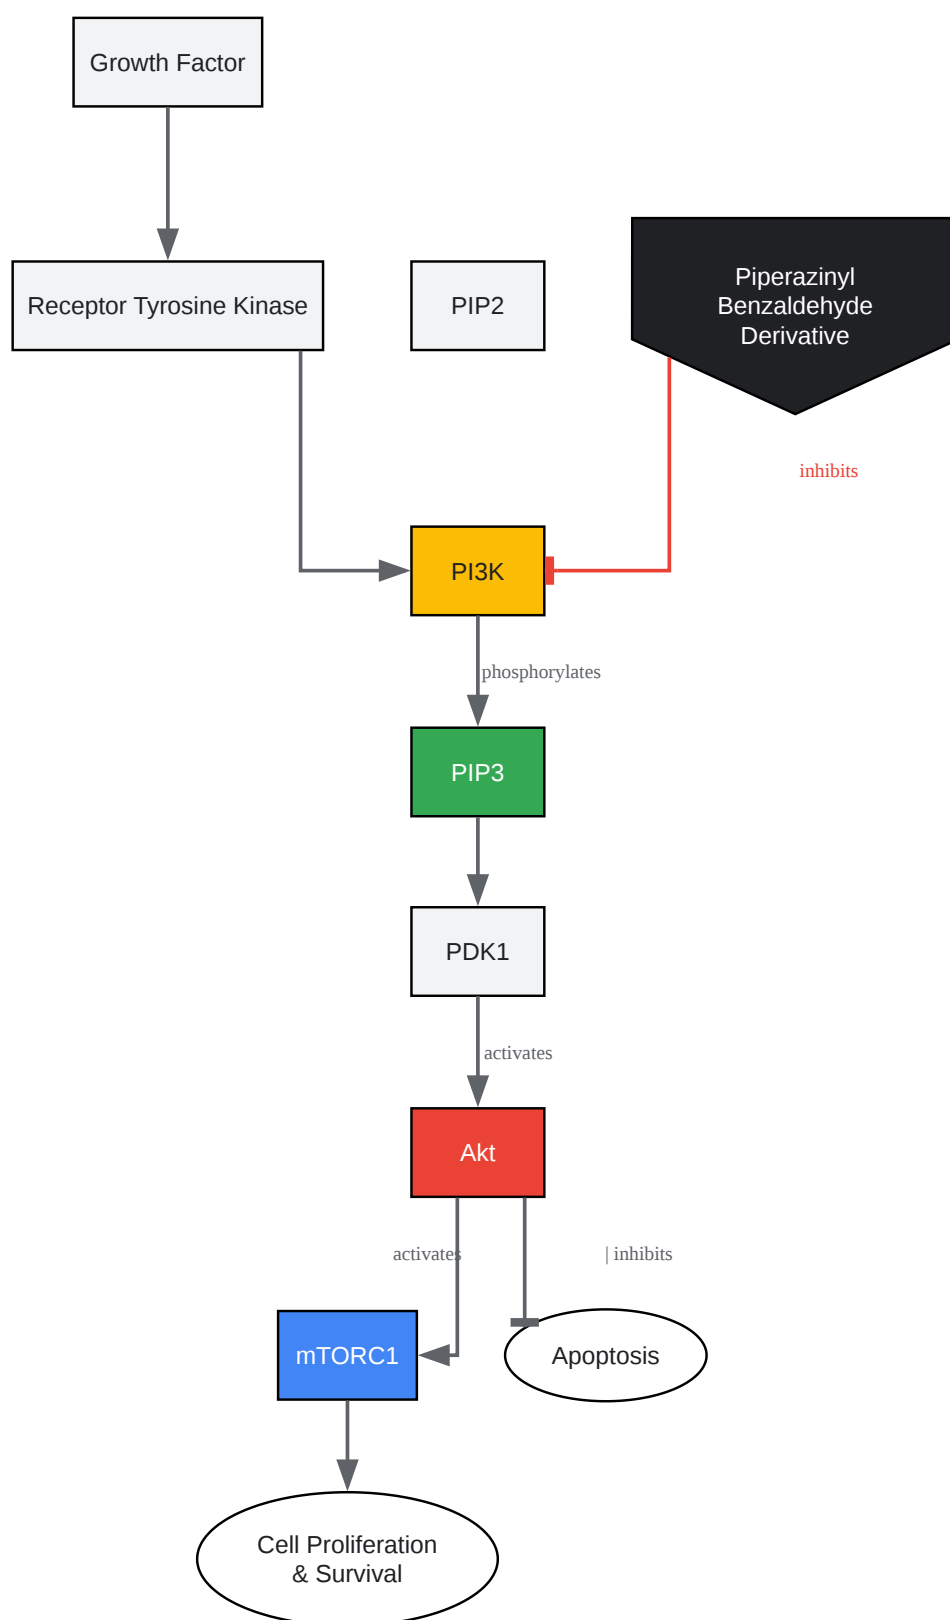 Growth Factor
Receptor Tyrosine Kinase
PIP2
Piperazinyl
Benzaldehyde
Derivative
inhibits
PI3K
phosphorylates
PIP3
PDK1
activates
Akt
activates
| inhibits
mTORC1
Apoptosis
Cell Proliferation
& Survival